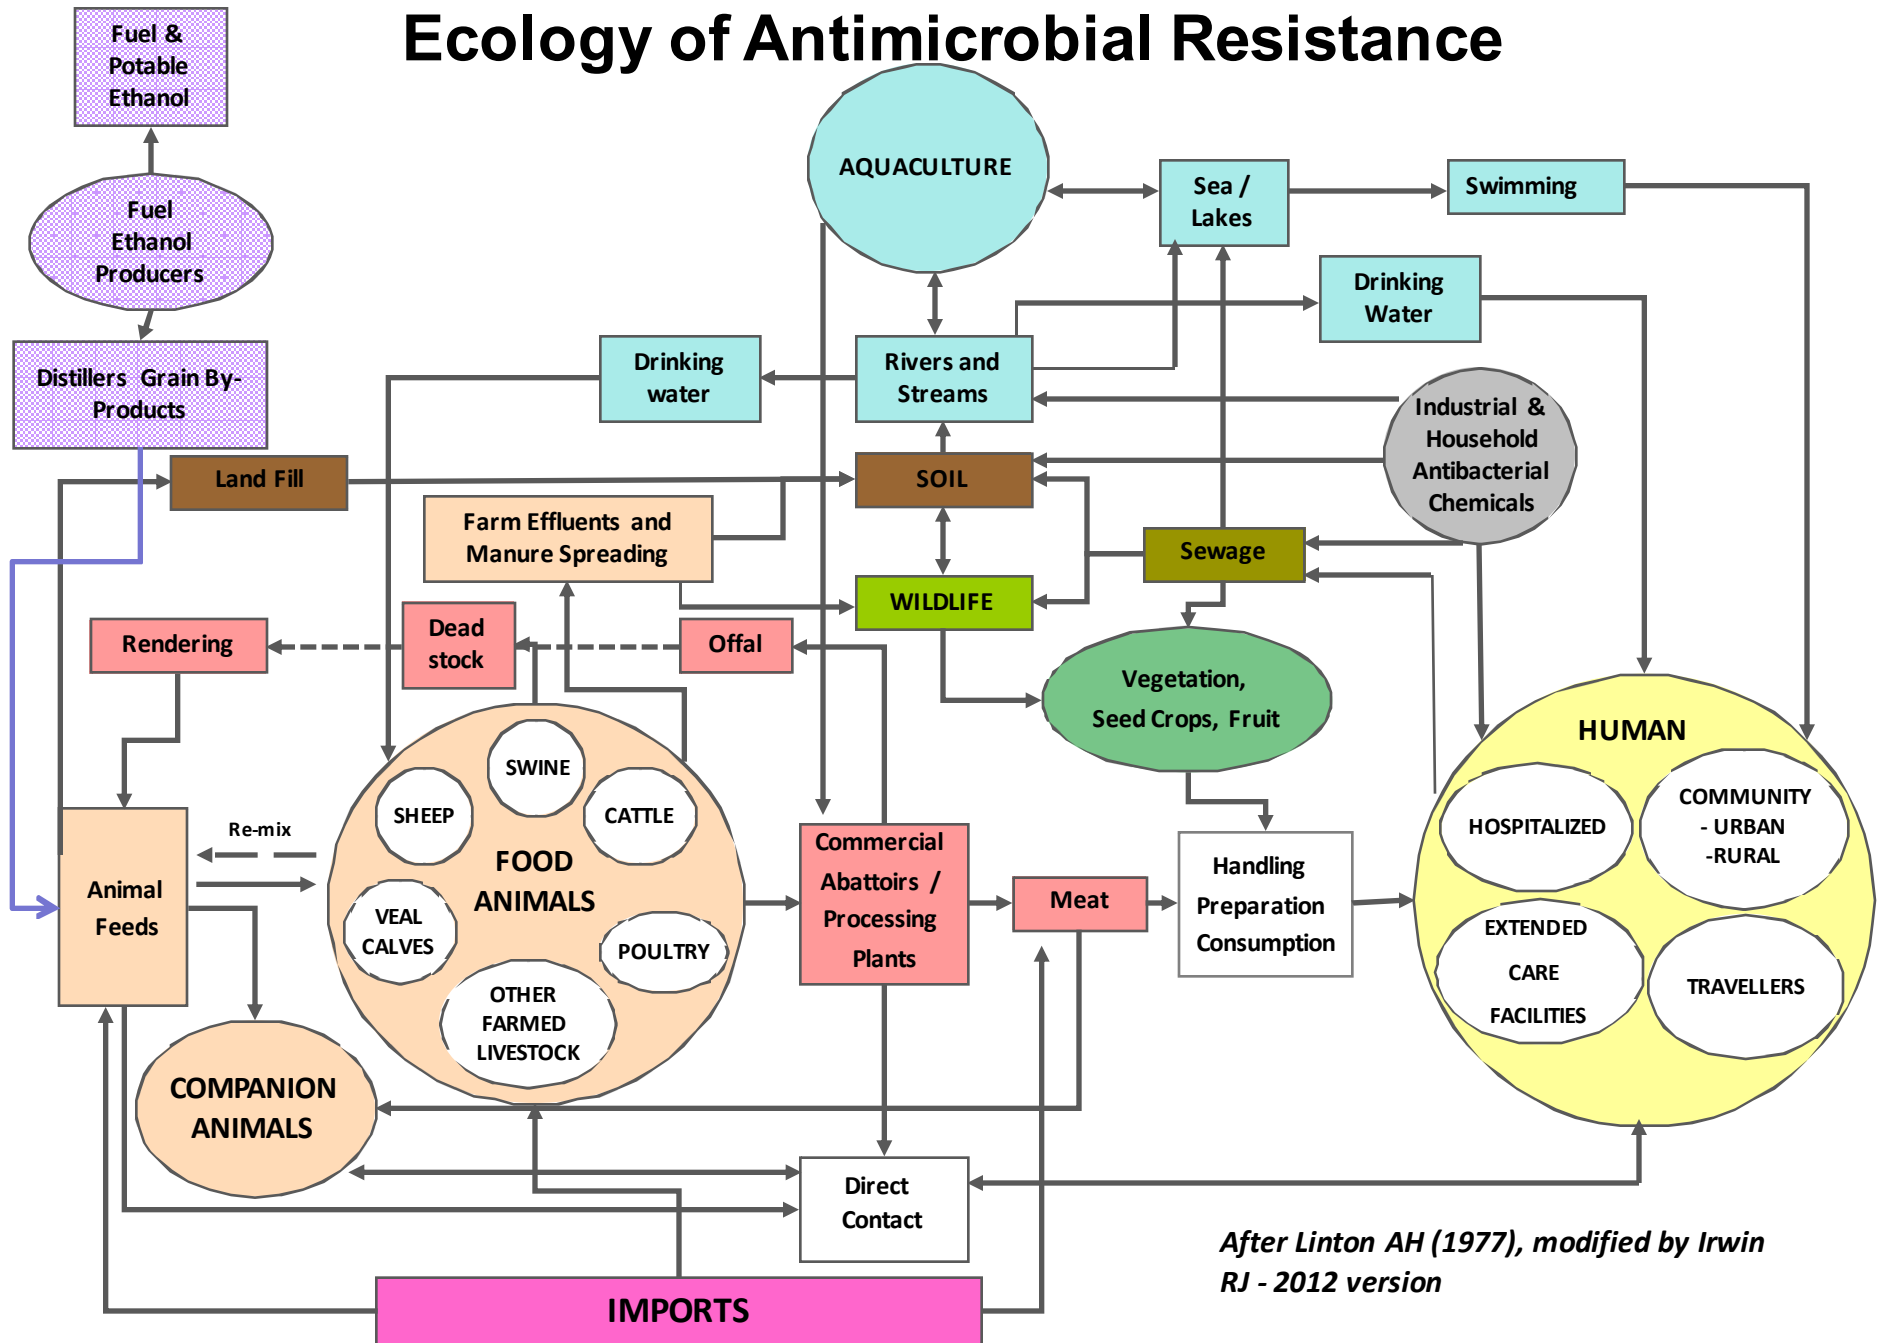 Ecology of Antimicrobial Resistance
Fuel &
Potable
Ethanol
Fuel
Ethanol
Producers
Distillers Grain By-
Products
AQUACULTURE
Sea /
Lakes
Swimming
Drinking
Water
Drinking
water
Rivers and
Streams
Industrial &
Household
Antibacterial
Chemicals
Land Fill
SOIL
Farm Effluents and
Manure Spreading
Sewage
WILDLIFE
Rendering
Dead
stock
Offal
Vegetation,
Seed Crops, Fruit
HUMAN
HOSPITALIZED
COMMUNITY
- URBAN
-RURAL
EXTENDED
CARE
FACILITIES
TRAVELLERS
SWINE
SHEEP
CATTLE
FOOD
ANIMALS
VEAL
CALVES
POULTRY
OTHER
FARMED
LIVESTOCK
Re-mix
Animal
Feeds
Commercial
Abattoirs /
Processing
Plants
Meat
Handling
Preparation
Consumption
COMPANION
ANIMALS
Direct
Contact
IMPORTS
After Linton AH (1977), modified by Irwin
RJ - 2012 version